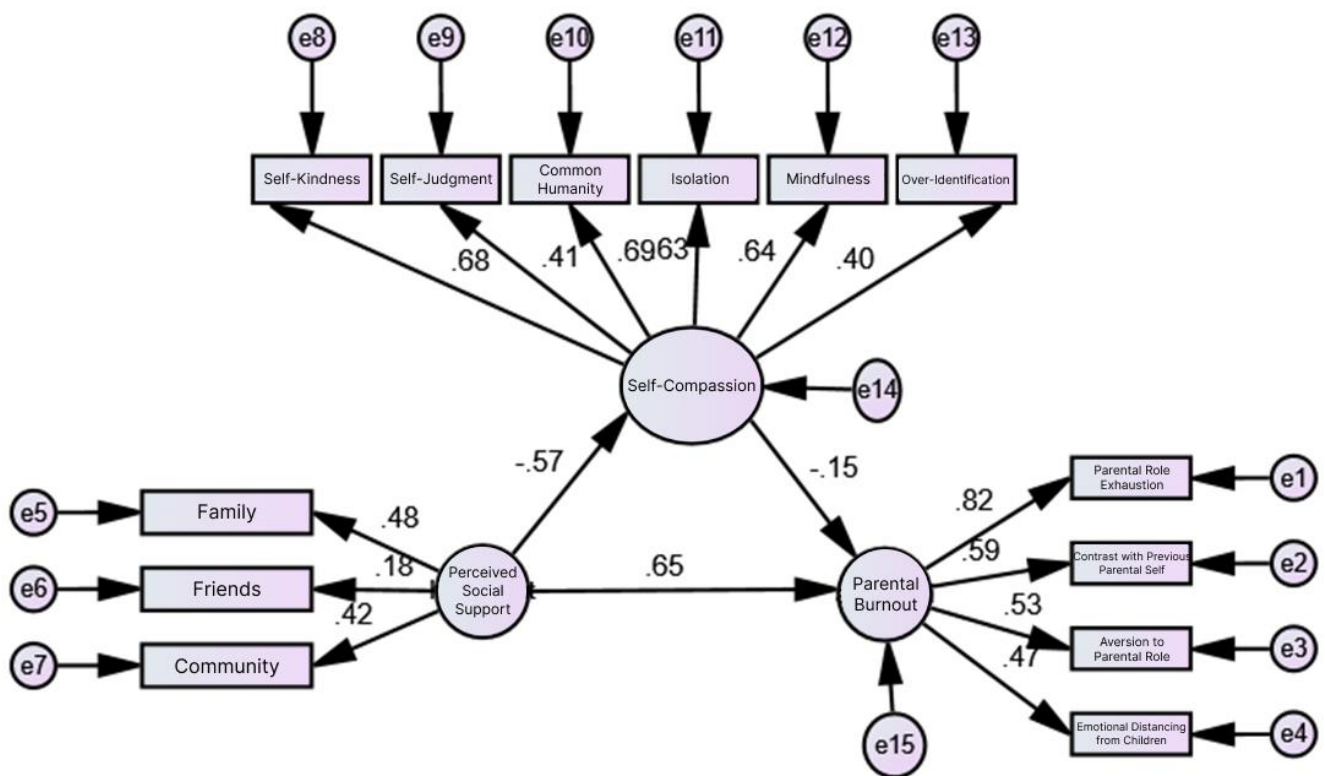 e8 e9 e10 e11 e12 e13
Self-Kindness Self-Judgment Common Humanity Isolation Mindfulness Over-Identification
.68 .41 .69 .63 .64 .40
Self-Compassion
e14
-.57
-.15
e5
Family
.48
e6
Friends
.18
e7
Community
.42
Perceived
Social
Support
.65
Parental
Burnout
e15
.82
Parental Role
Exhaustion
e1
.59
Contrast with Previous
Parental Self
e2
.53
Aversion to
Parental Role
e3
.47
Emotional Distancing
from Children
e4